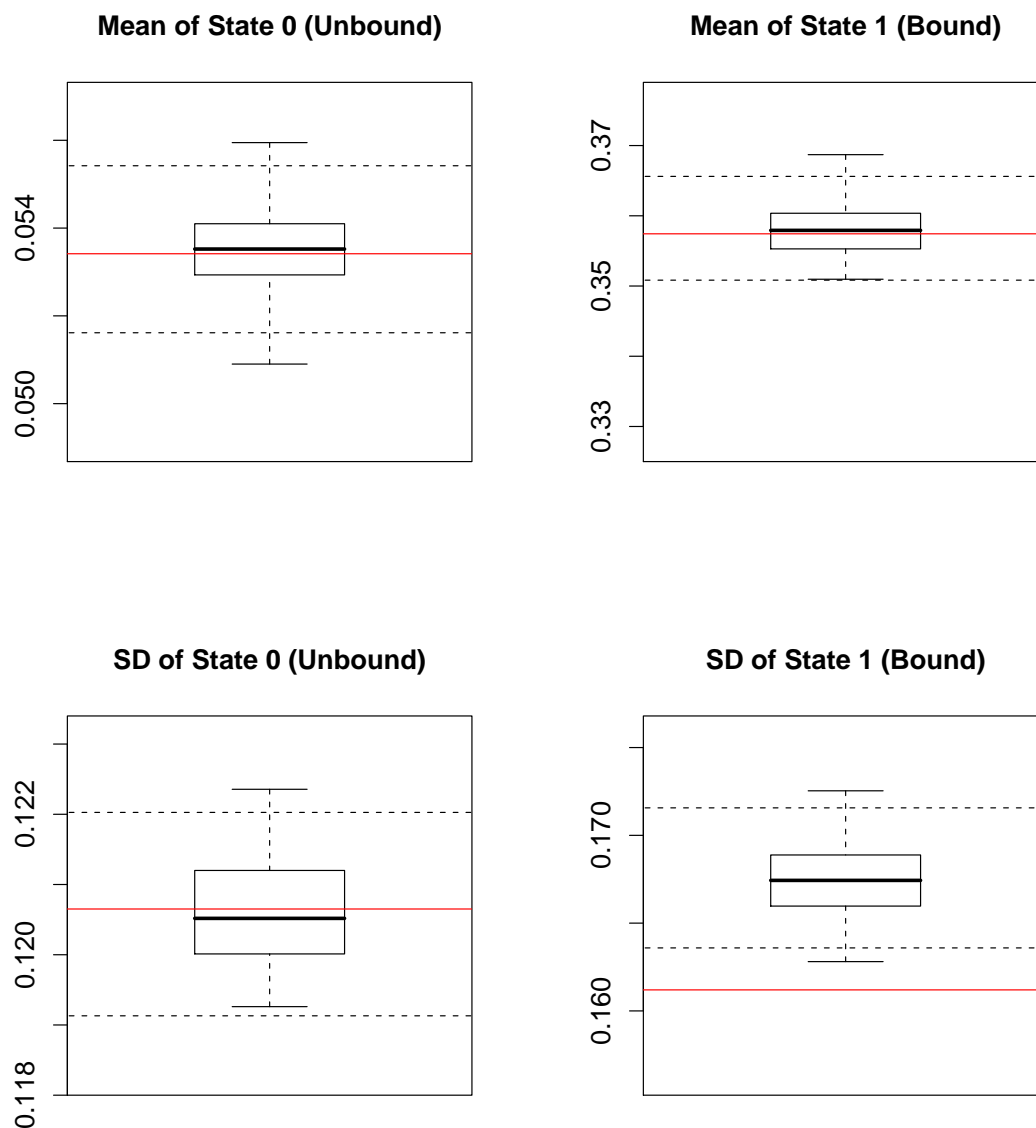 Mean of State 0 (Unbound)
0.054
0.050
Mean of State 1 (Bound)
0.37
0.35
0.33
SD of State 0 (Unbound)
0.122
0.120
0.118
SD of State 1 (Bound)
0.170
0.160